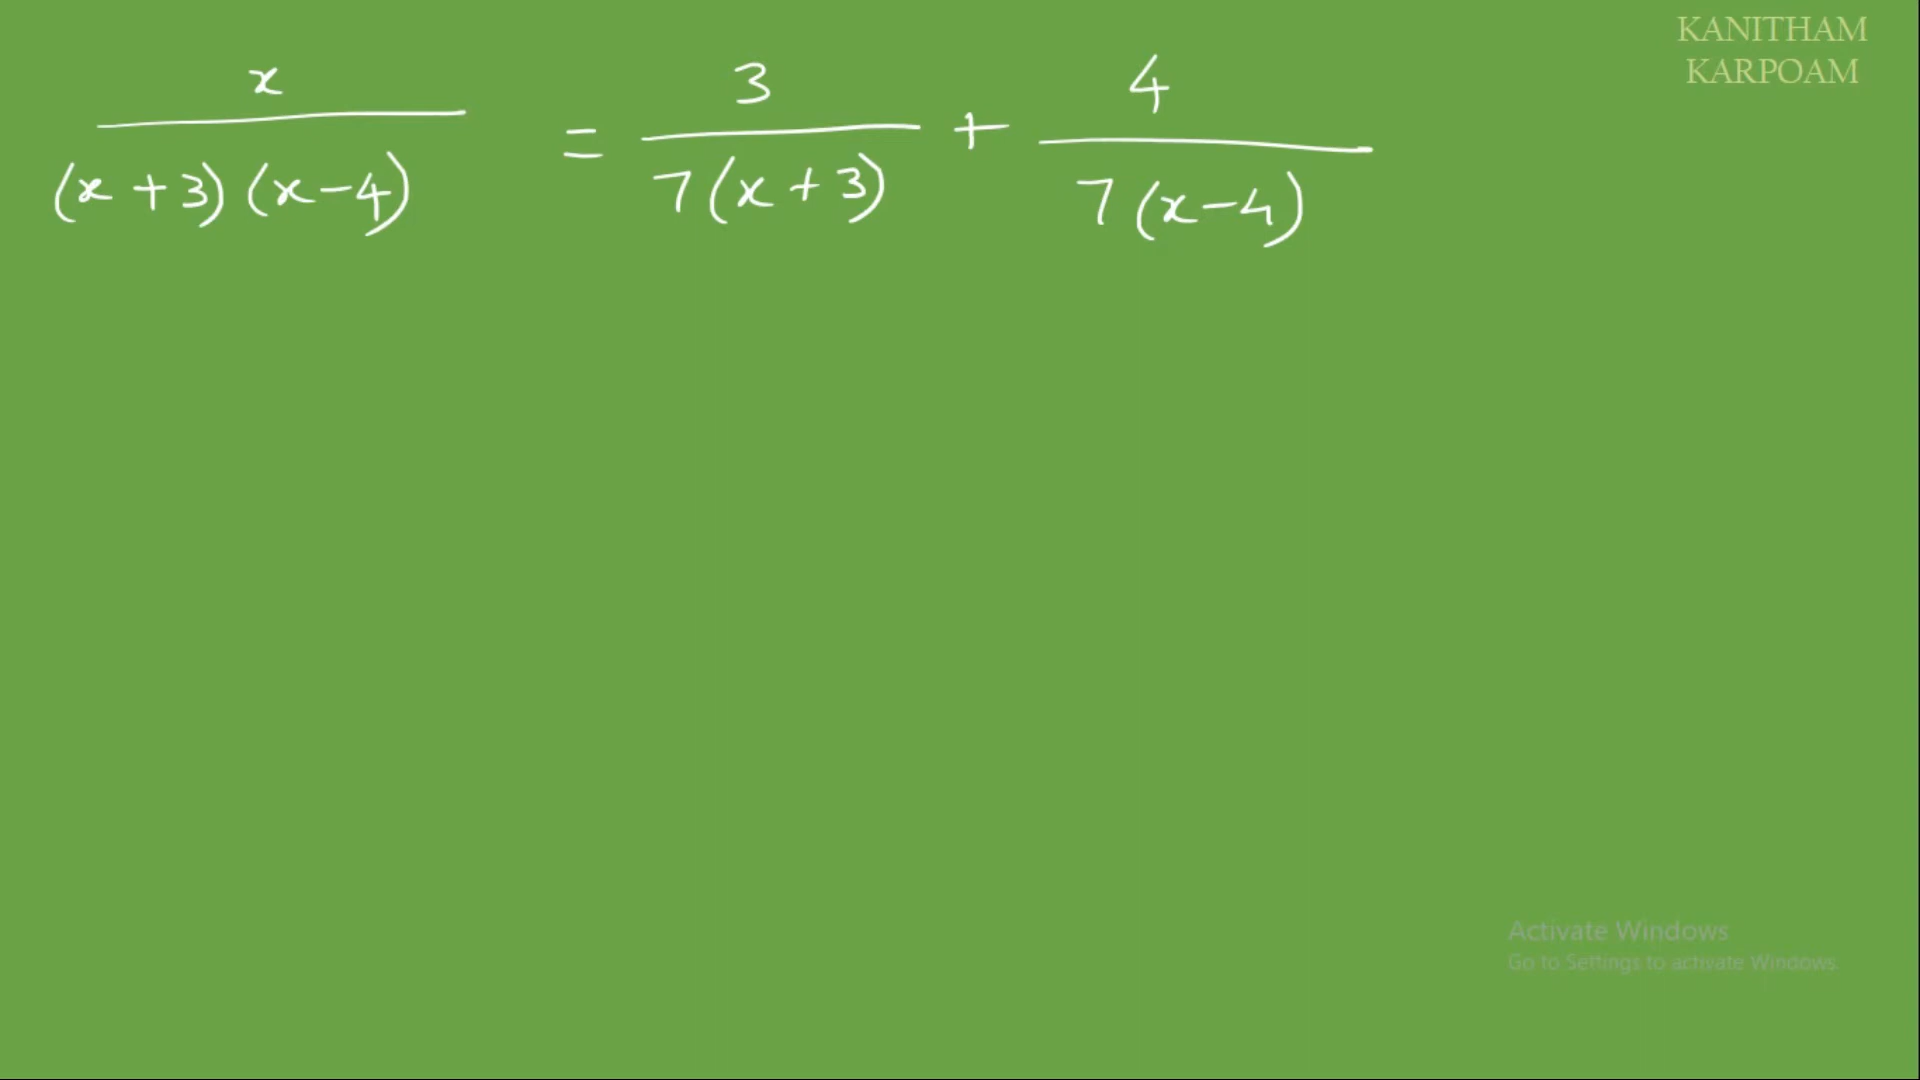 x / (x+3)(x-4) = 3 / 7(x+3) + 4 / 7(x-4)
KANITHAM
KARPOAM
Activate Windows
Go to Settings to activate Windows.